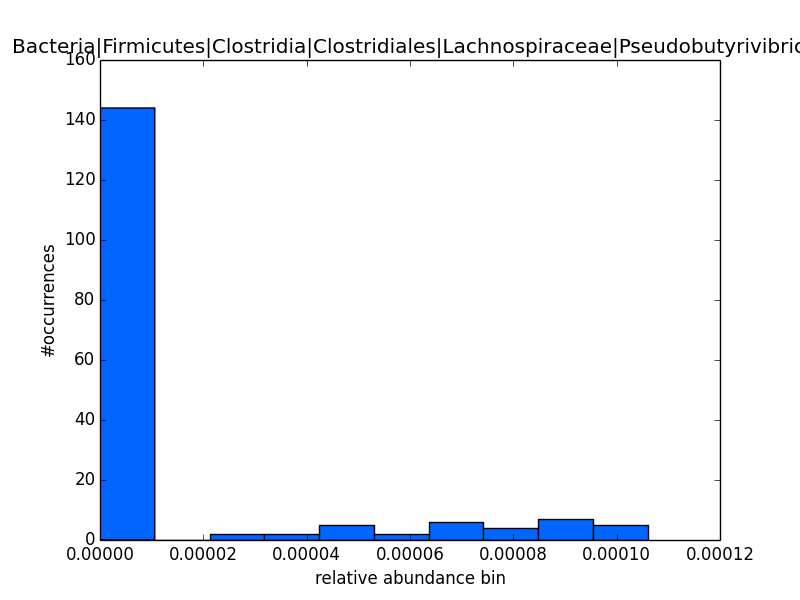 Bacteria|Firmicutes|Clostridia|Clostridiales|Lachnospiraceae|Pseudobutyrivibrio
160
140
120
100
80
60
40
20
0
#occurrences
0.00000 0.00002 0.00004 0.00006 0.00008 0.00010 0.00012
relative abundance bin